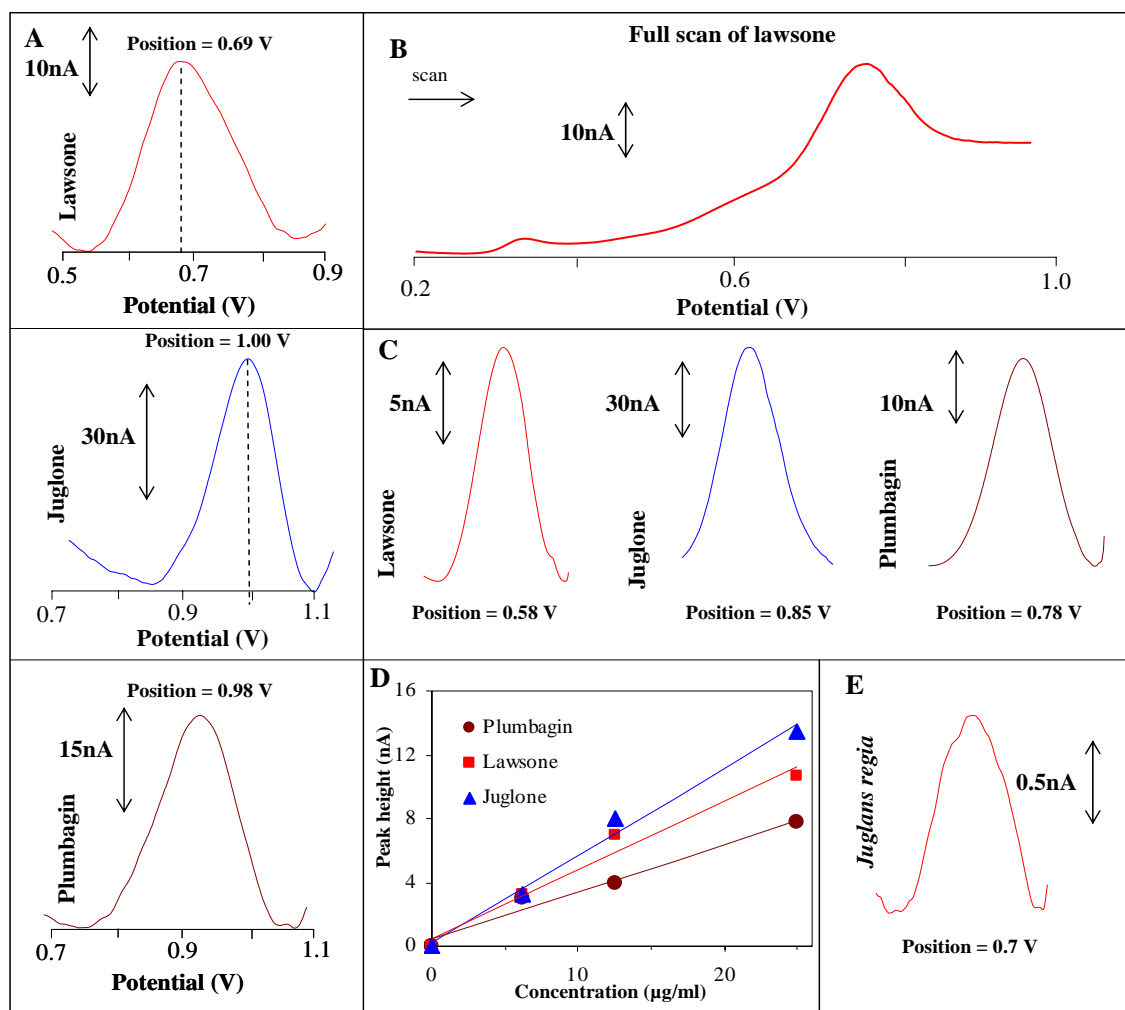 A
Position = 0.69 V
10nA
Lawsone
0.5 0.7 0.9
Potential (V)
B
Full scan of lawsone
scan
10nA
0.2 0.6 1.0
Potential (V)
Position = 1.00 V
30nA
Juglone
0.7 0.9 1.1
Potential (V)
C
5nA
Lawsone
Position = 0.58 V
30nA
Juglone
Position = 0.85 V
10nA
Plumbagin
Position = 0.78 V
Position = 0.98 V
15nA
Plumbagin
0.7 0.9 1.1
Potential (V)
D
Peak height (nA)
16
12
8
4
0
Plumbagin
Lawsone
Juglone
0 10 20
Concentration (µg/ml)
E
Juglans regia
0.5nA
Position = 0.7 V